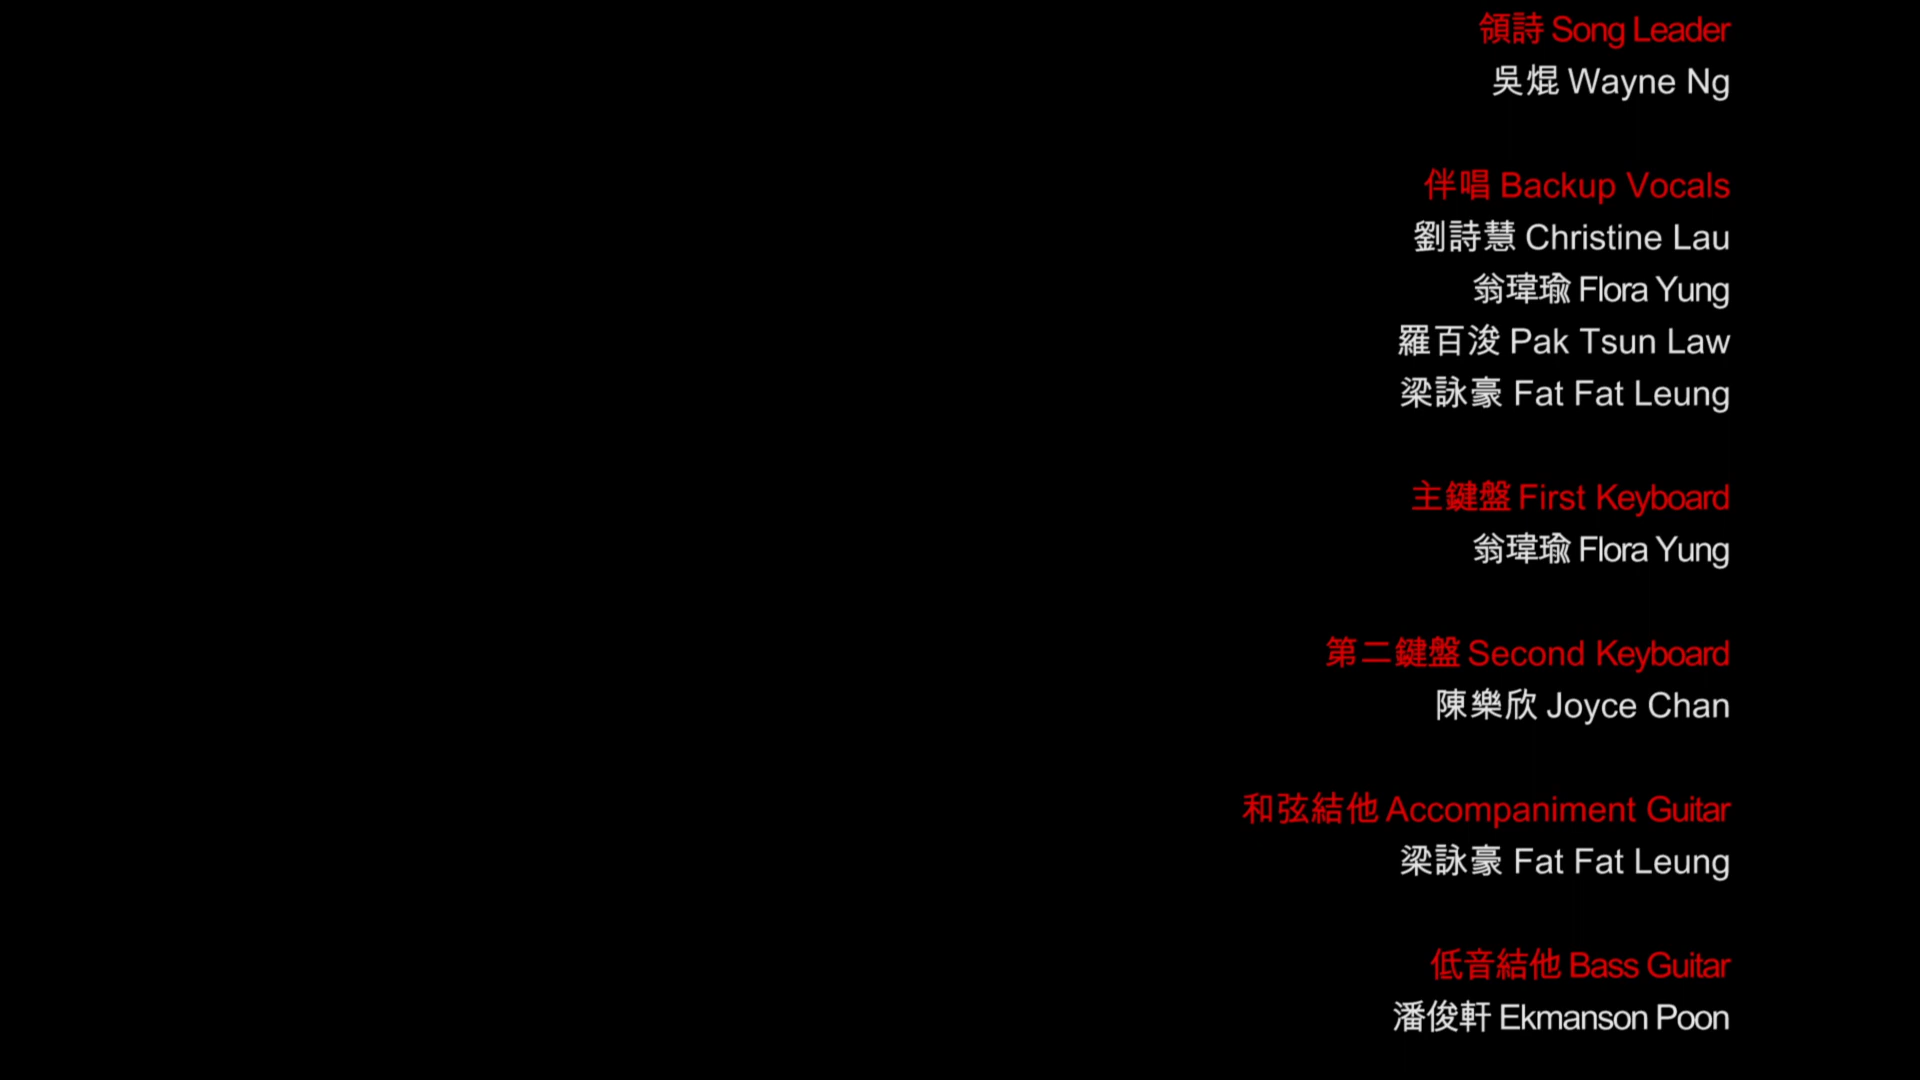 領詩 Song Leader
吳焜 Wayne Ng
伴唱 Backup Vocals
劉詩慧 Christine Lau
翁瑋瑜 Flora Yung
羅百浚 Pak Tsun Law
梁詠豪 Fat Fat Leung
主鍵盤 First Keyboard
翁瑋瑜 Flora Yung
第二鍵盤 Second Keyboard
陳樂欣 Joyce Chan
和弦結他 Accompaniment Guitar
梁詠豪 Fat Fat Leung
低音結他 Bass Guitar
潘俊軒 Ekmanson Poon